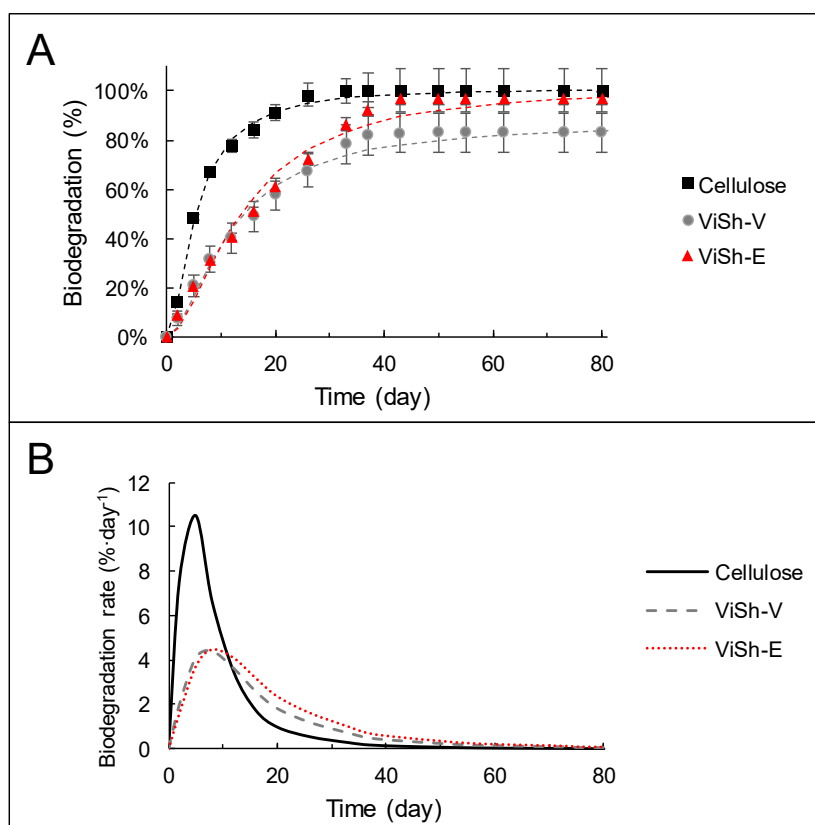 A
Biodegradation (%)
100%
80%
60%
40%
20%
0%
0 20 40 60 80
Time (day)
Cellulose
ViSh-V
ViSh-E
B
Biodegradation rate (%·day⁻¹)
12
10
8
6
4
2
0
0 20 40 60 80
Time (day)
Cellulose
ViSh-V
ViSh-E